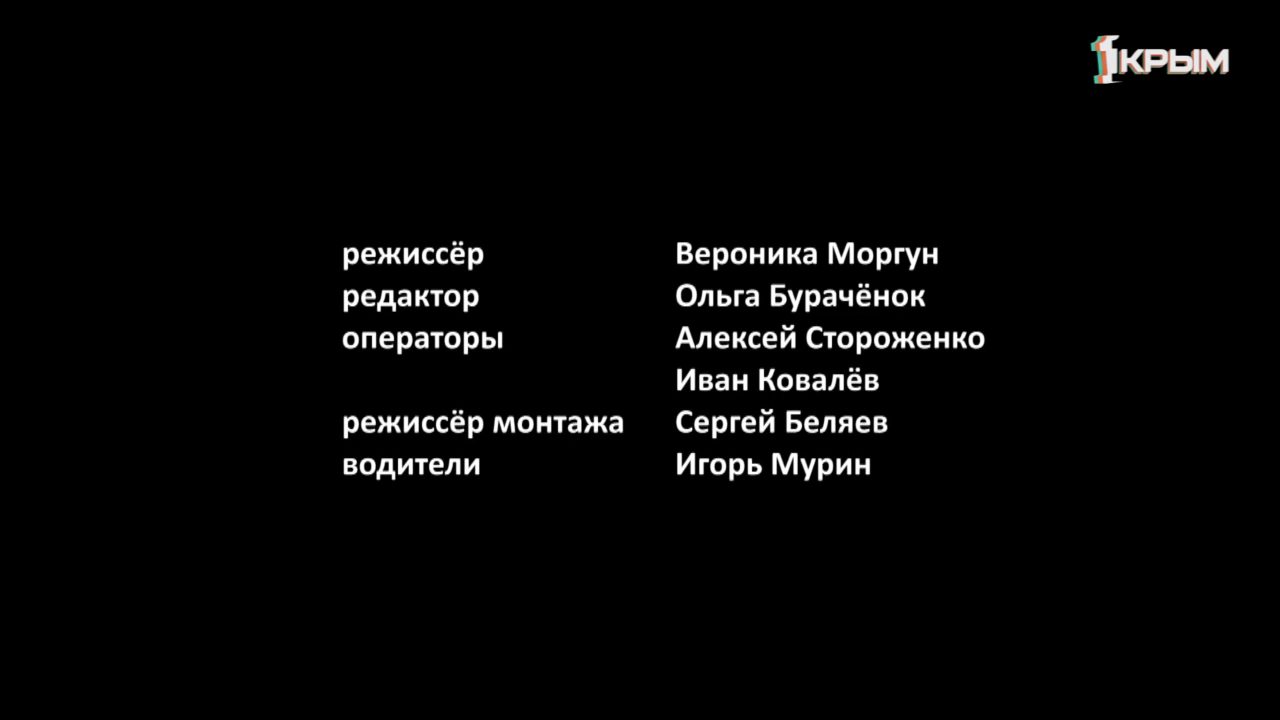 1КРЫМ
режиссёр Вероника Моргун
редактор Ольга Бурачёнок
операторы Алексей Стороженко
Иван Ковалёв
режиссёр монтажа Сергей Беляев
водители Игорь Мурин